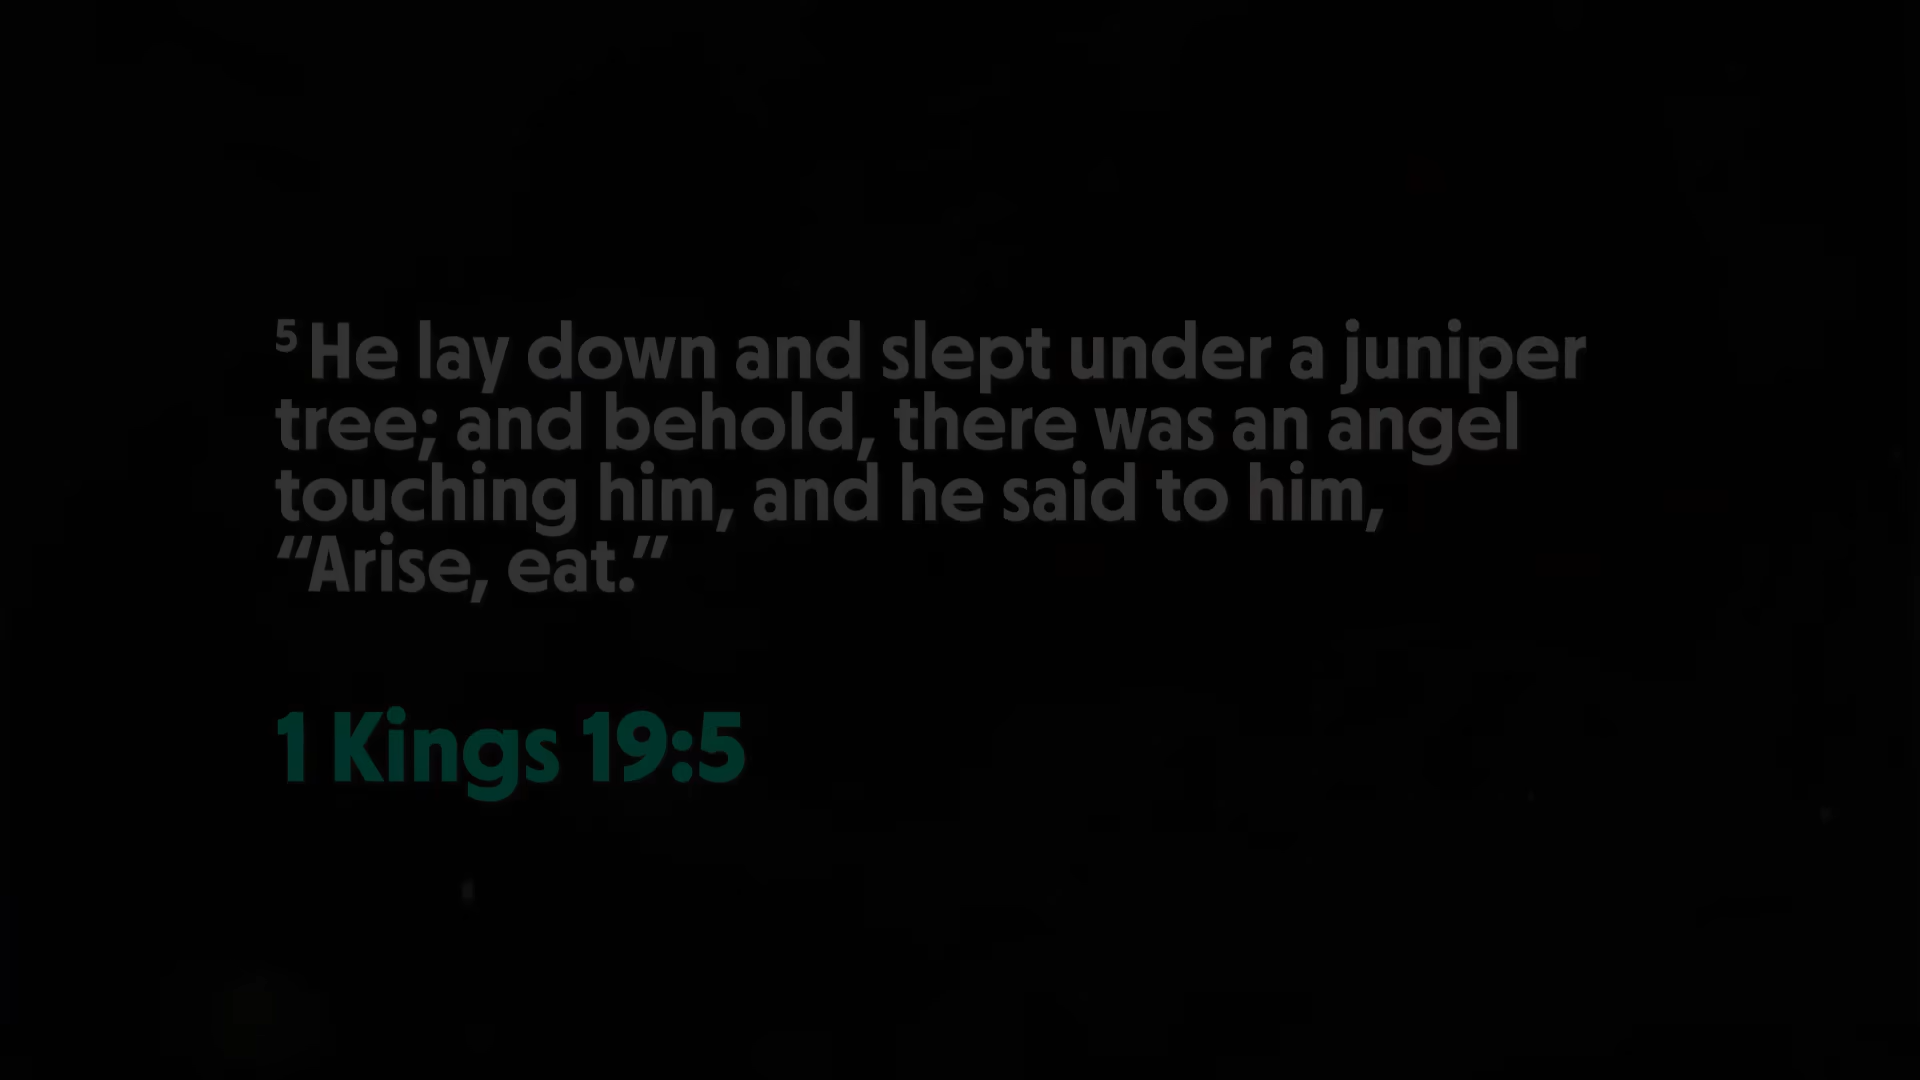 5 He lay down and slept under a juniper
tree; and behold, there was an angel
touching him, and he said to him,
“Arise, eat.”
1 Kings 19:5